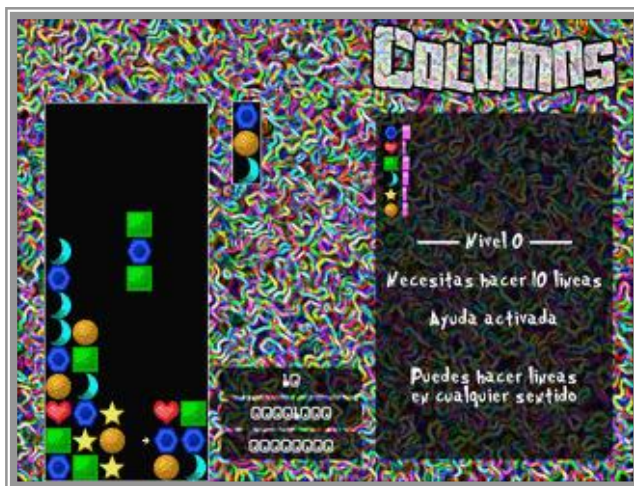 COLUMNS
Nivel 0
Necesitas hacer 10 lineas
Ayuda activada
Puedes hacer lineas
en cualquier sentido